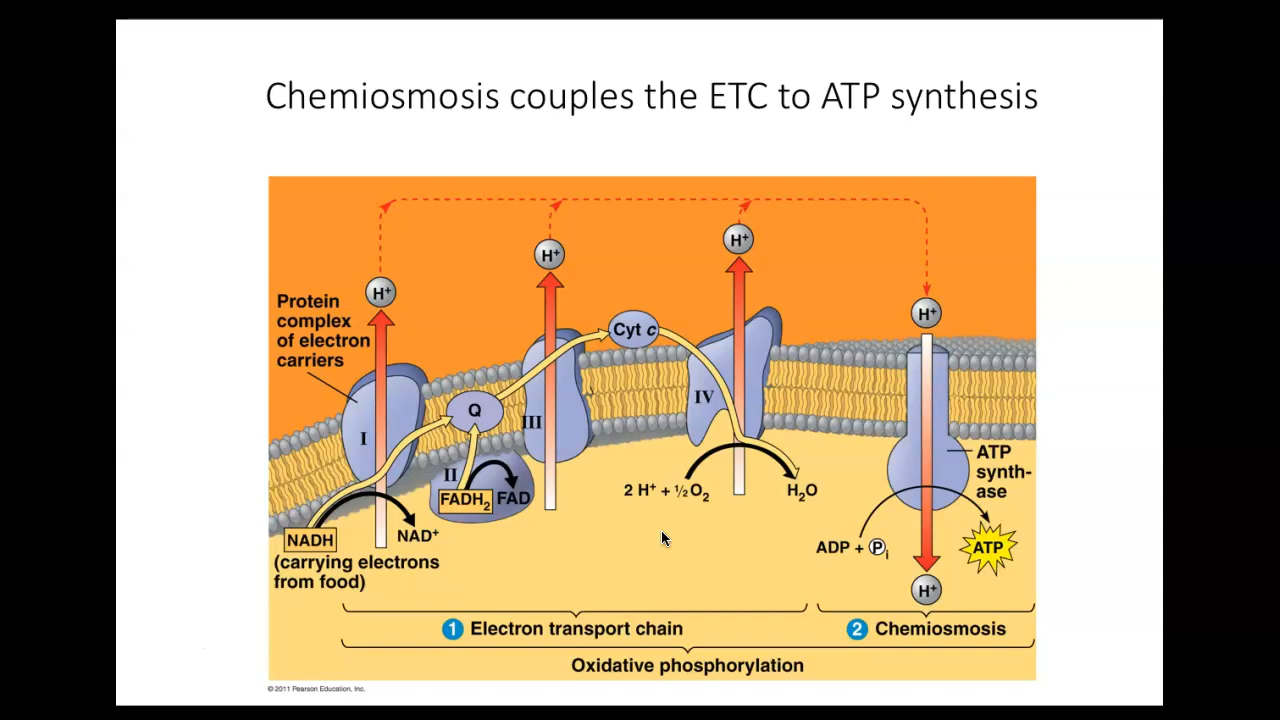 Chemiosmosis couples the ETC to ATP synthesis
H⁺
H⁺
H⁺
H⁺
Protein
complex
of electron
carriers
Cyt c
Q
I
II
III
IV
ATP
synth-
ase
FADH₂
FAD
2 H⁺ + ½ O₂
H₂O
NADH
NAD⁺
(carrying electrons
from food)
ADP + Pᵢ
ATP
H⁺
1 Electron transport chain
2 Chemiosmosis
Oxidative phosphorylation
© 2011 Pearson Education, Inc.